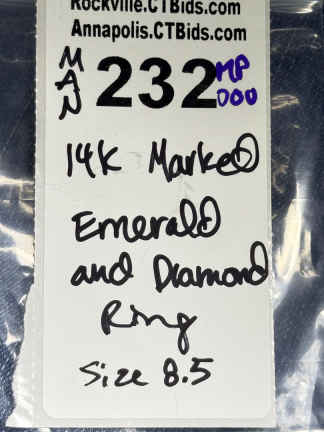 Rockville.CTBids.com
Annapolis.CTBids.com
MAN 232 MP DOU
14K Marked
Emerald
and Diamond
Ring
Size 8.5